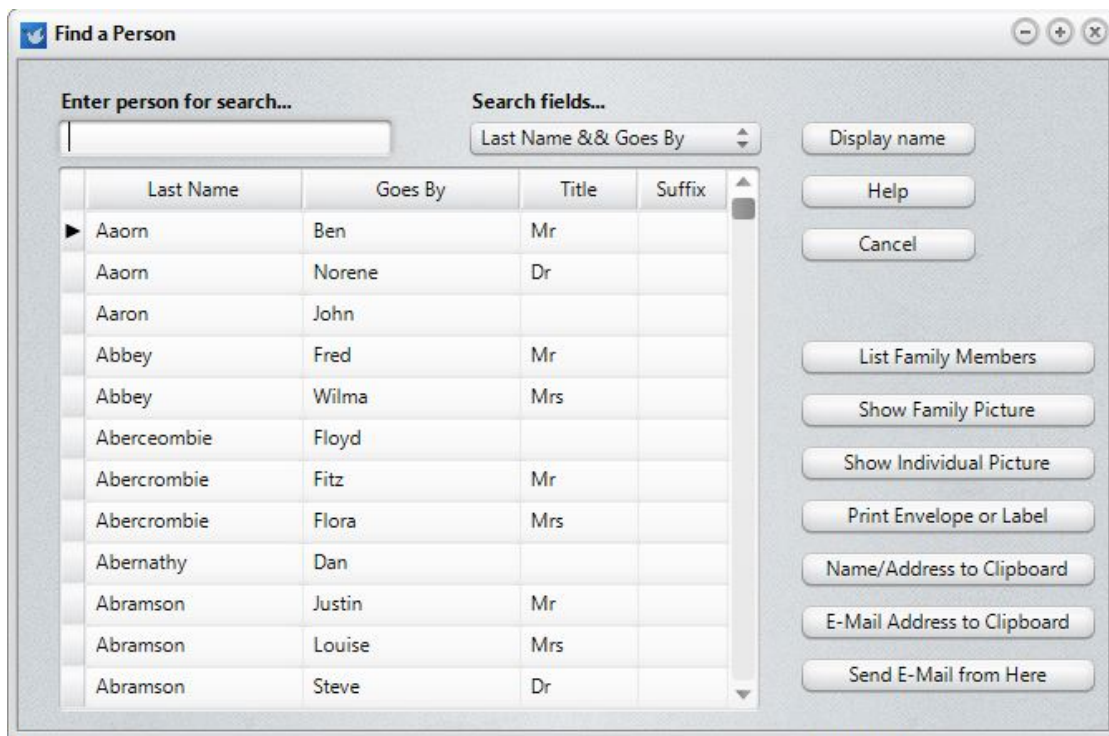 Find a Person
Enter person for search...
Search fields...
Last Name && Goes By
Display name
Help
Cancel
Last Name Goes By Title Suffix
Aaorn Ben Mr
Aaorn Norene Dr
Aaron John
Abbey Fred Mr
Abbey Wilma Mrs
Aberceombie Floyd
Abercrombie Fitz Mr
Abercrombie Flora Mrs
Abernathy Dan
Abramson Justin Mr
Abramson Louise Mrs
Abramson Steve Dr
List Family Members
Show Family Picture
Show Individual Picture
Print Envelope or Label
Name/Address to Clipboard
E-Mail Address to Clipboard
Send E-Mail from Here